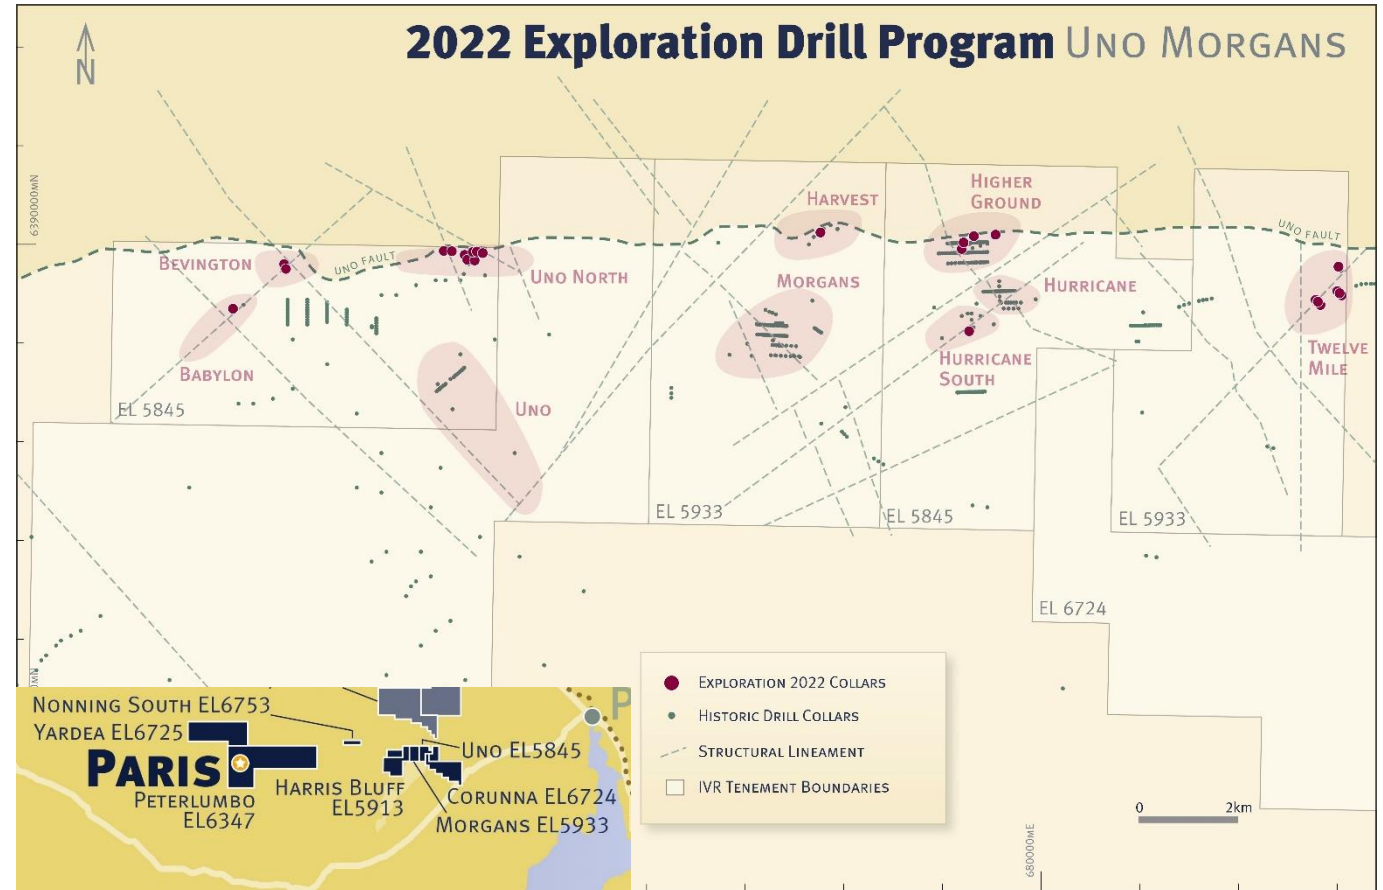 2022 Exploration Drill Program UNO MORGANS
N
6390000MN
HARVEST
HIGHER
GROUND
UNO FAULT
BEVINGTON
UNO FAULT
UNO NORTH
MORGANS
HURRICANE
BABYLON
HURRICANE
SOUTH
TWELVE
MILE
UNO
EL 5845
EL 5933
EL 5845
EL 5933
EL 6724
NONNING SOUTH EL6753
YARDEA EL6725
PARIS
PETERLUMBO
EL6347
HARRIS BLUFF
EL5913
UNO EL5845
CORUNNA EL6724
MORGANS EL5933
P
EXPLORATION 2022 COLLARS
HISTORIC DRILL COLLARS
STRUCTURAL LINEAMENT
IVR TENEMENT BOUNDARIES
0 2km
680000ME